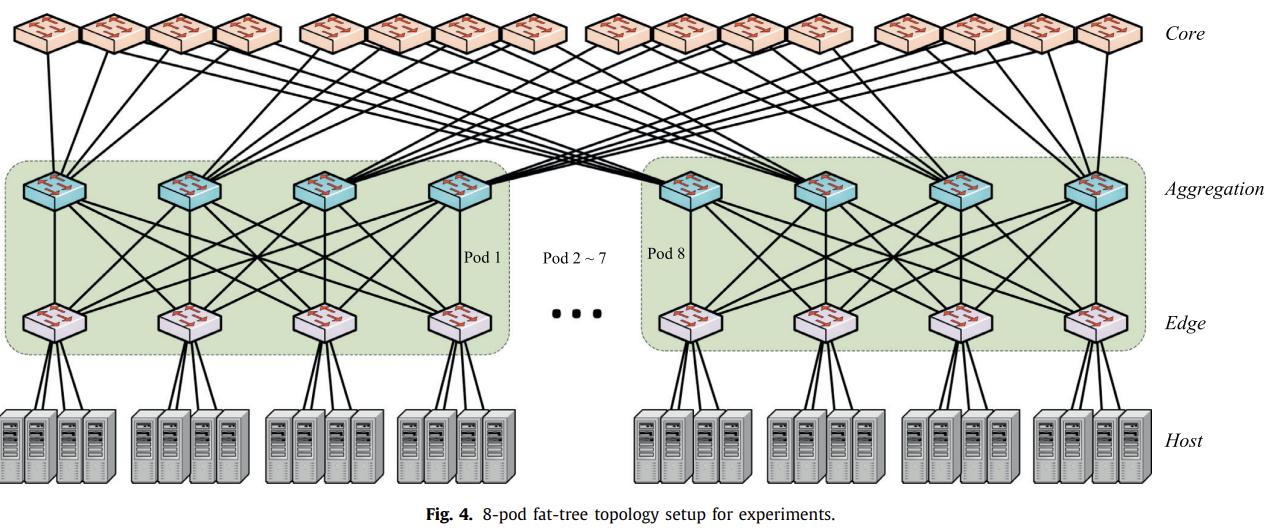 Core
Aggregation
Pod 1
Pod 2 ~ 7
Pod 8
Edge
Host
Fig. 4. 8-pod fat-tree topology setup for experiments.